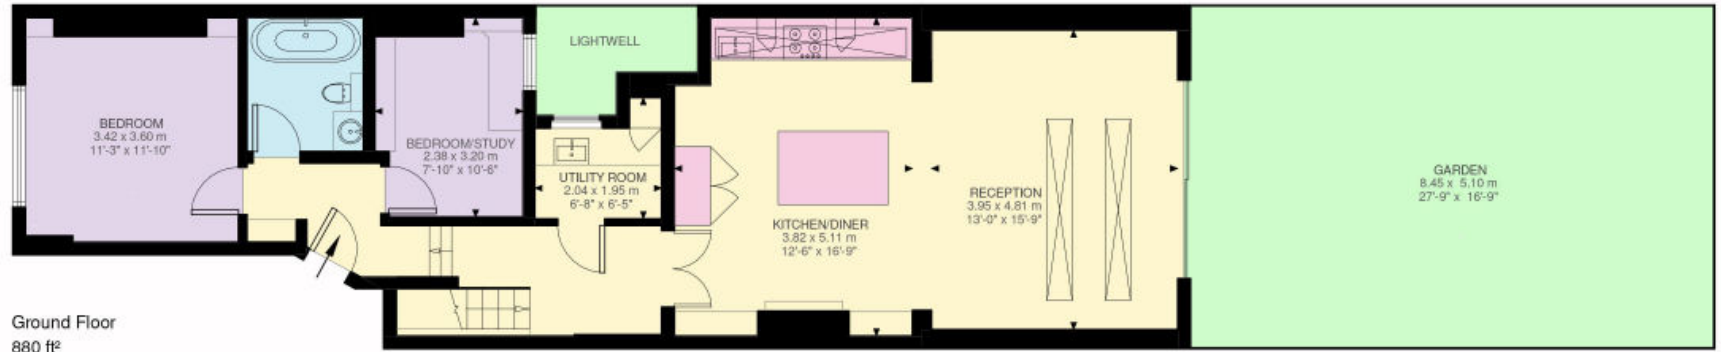 BEDROOM
3.42 x 3.60 m
11'-3" x 11'-10"
BEDROOM/STUDY
2.38 x 3.20 m
7'-10" x 10'-6"
LIGHTWELL
UTILITY ROOM
2.04 x 1.95 m
6'-8" x 6'-5"
KITCHEN/DINER
3.82 x 5.11 m
12'-6" x 16'-9"
RECEPTION
3.95 x 4.81 m
13'-0" x 15'-9"
GARDEN
8.45 x 5.10 m
27'-9" x 16'-9"
Ground Floor
880 ft²